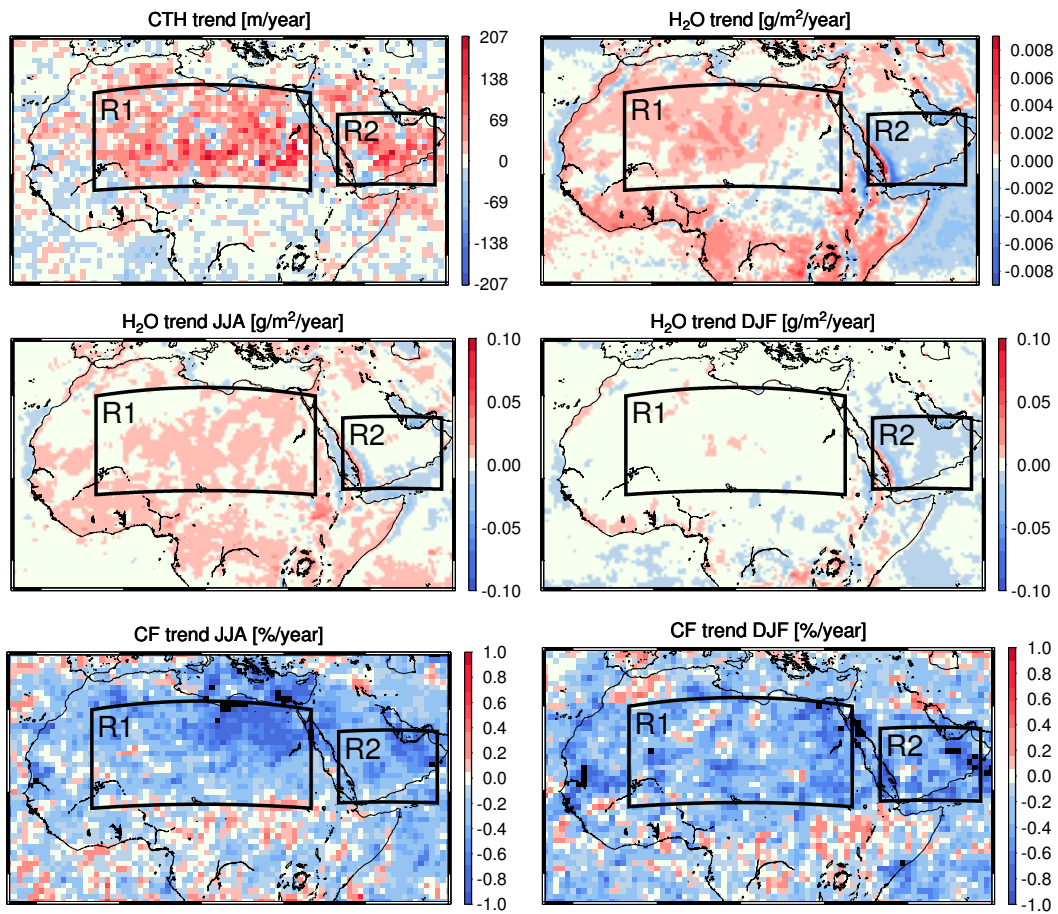 CTH trend [m/year]
R1
R2
207
138
69
0
-69
-138
-207
H₂O trend [g/m²/year]
R1
R2
0.008
0.006
0.004
0.002
0.000
-0.002
-0.004
-0.006
-0.008
H₂O trend JJA [g/m²/year]
R1
R2
0.10
0.05
0.00
-0.05
-0.10
H₂O trend DJF [g/m²/year]
R1
R2
0.10
0.05
0.00
-0.05
-0.10
CF trend JJA [%/year]
R1
R2
1.0
0.8
0.6
0.4
0.2
0.0
-0.2
-0.4
-0.6
-0.8
-1.0
CF trend DJF [%/year]
R1
R2
1.0
0.8
0.6
0.4
0.2
0.0
-0.2
-0.4
-0.6
-0.8
-1.0